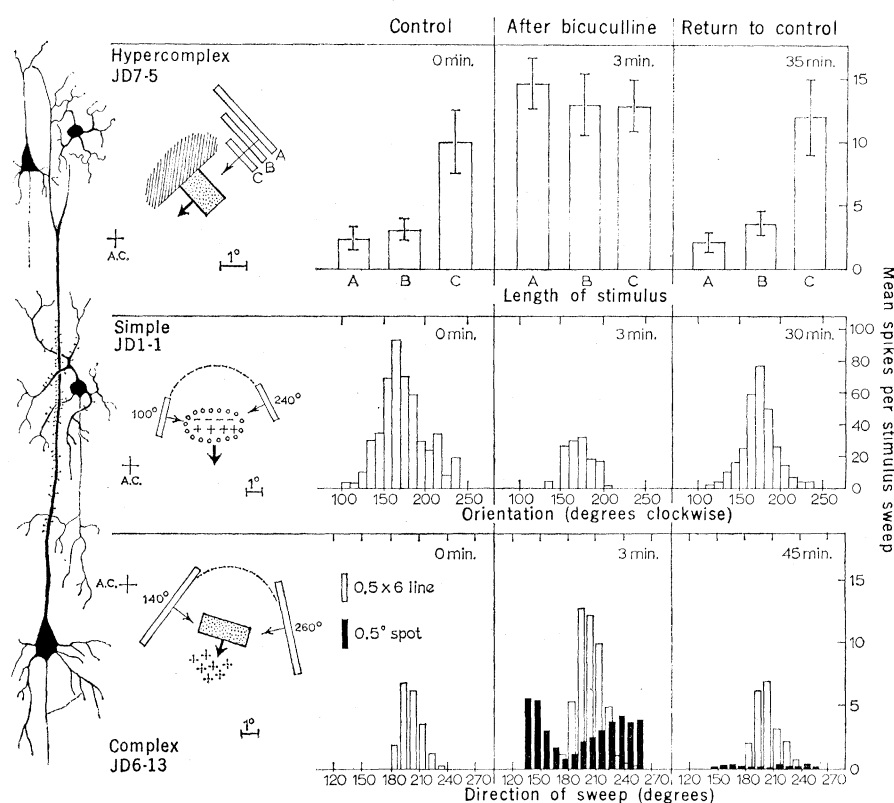 Control After bicuculline Return to control
Hypercomplex
JD7-5
0 min. 3 min. 35 min.
15
10
5
0
A
B
C
A.C.
1°
A B C A B C A B C
Length of stimulus
Simple
JD1-1
0 min. 3 min. 30 min.
100
80
60
40
20
0
100° 240°
A.C.
1°
100 150 200 250 100 150 200 250 100 150 200 250
Orientation (degrees clockwise)
Mean spikes per stimulus sweep
0 min. 3 min. 45 min.
15
10
5
0
A.C.
140° 260°
0.5 x 6 line
0.5° spot
1°
Complex
JD6-13
120 150 180 210 240 270 120 150 180 210 240 270 120 150 180 210 240 270
Direction of sweep (degrees)